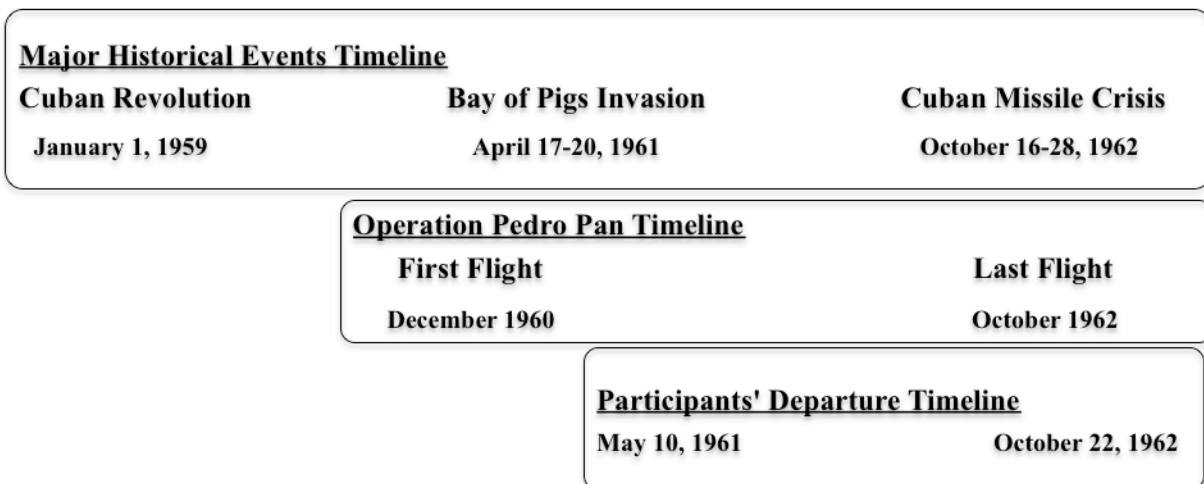 Major Historical Events Timeline
Cuban Revolution Bay of Pigs Invasion Cuban Missile Crisis
January 1, 1959 April 17-20, 1961 October 16-28, 1962
Operation Pedro Pan Timeline
First Flight Last Flight
December 1960 October 1962
Participants' Departure Timeline
May 10, 1961 October 22, 1962